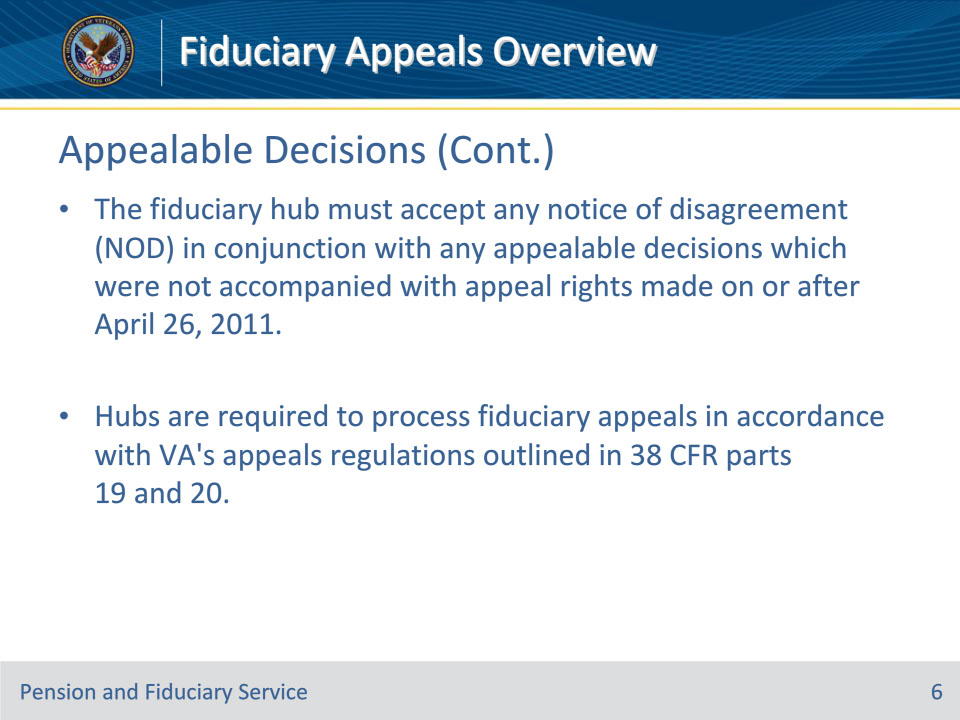 Fiduciary Appeals Overview
Appealable Decisions (Cont.)
• The fiduciary hub must accept any notice of disagreement
(NOD) in conjunction with any appealable decisions which
were not accompanied with appeal rights made on or after
April 26, 2011.
• Hubs are required to process fiduciary appeals in accordance
with VA's appeals regulations outlined in 38 CFR parts
19 and 20.
Pension and Fiduciary Service
6